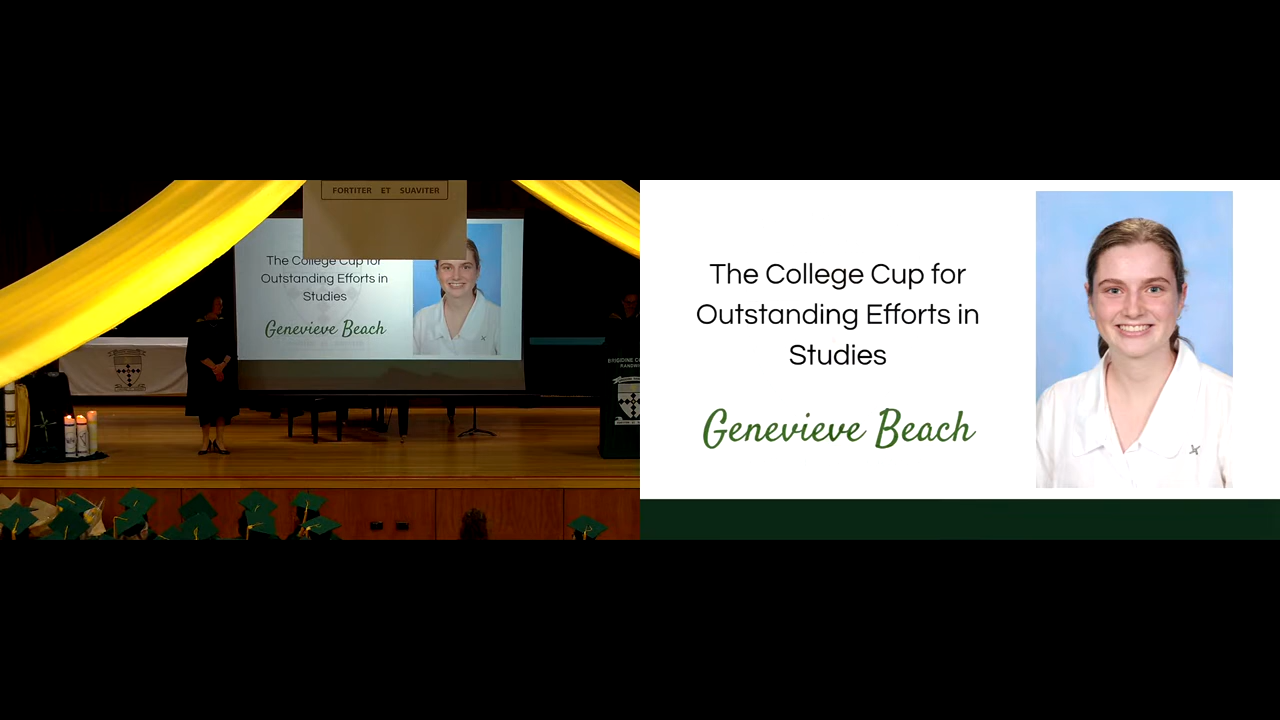 FORTITER ET SUAVITER
The College Cup for
Outstanding Efforts in
Studies
Genevieve Beach
BRIGIDINE
The College Cup for
Outstanding Efforts in
Studies
Genevieve Beach